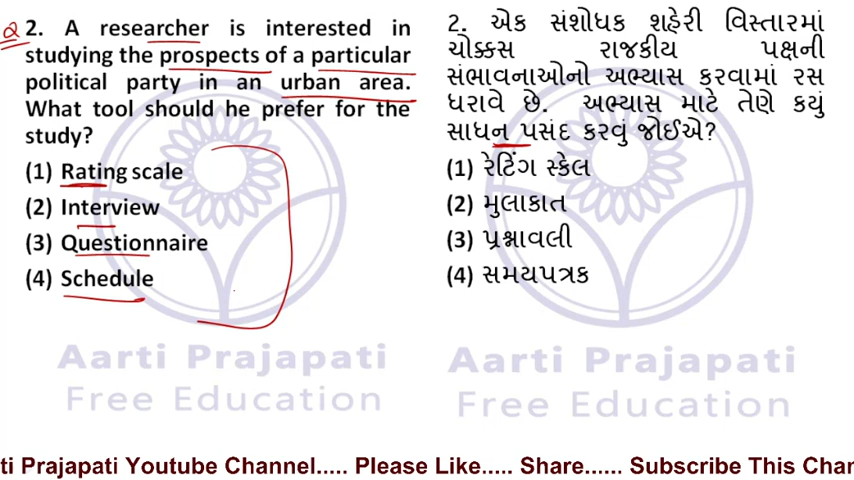 2. A researcher is interested in
studying the prospects of a particular
political party in an urban area.
What tool should he prefer for the
study?
(1) Rating scale
(2) Interview
(3) Questionnaire
(4) Schedule
2. એક સંશોધક શહેરી વિસ્તારમાં
ચોક્કસ રાજકીય પક્ષની
સંભાવનાઓનો અભ્યાસ કરવામાં રસ
ધરાવે છે. અભ્યાસ માટે તેણે કયું
સાધન પસંદ કરવું જોઈએ?
(1) રેટિંગ સ્કેલ
(2) મુલાકાત
(3) પ્રશ્નાવલી
(4) સમયપત્રક
Aarti Prajapati
Free Education
Aarti Prajapati
Free Education
ti Prajapati Youtube Channel..... Please Like..... Share...... Subscribe This Char